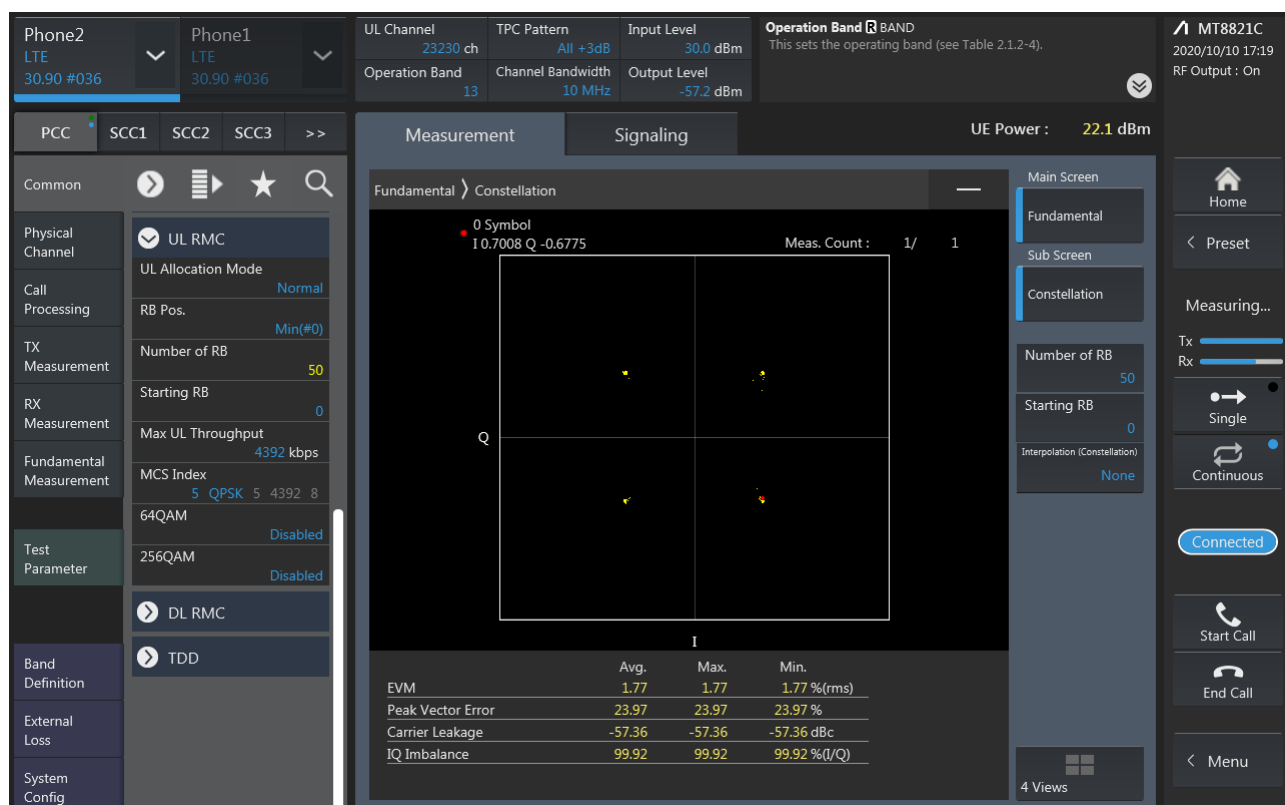 Phone2
LTE
30.90 #036
Phone1
LTE
30.90 #036
UL Channel
23230 ch
TPC Pattern
All +3dB
Input Level
30.0 dBm
Operation Band
13
Channel Bandwidth
10 MHz
Output Level
-57.2 dBm
Operation Band R BAND
This sets the operating band (see Table 2.1.2-4).
MT8821C
2020/10/10 17:19
RF Output : On
PCC SCC1 SCC2 SCC3 >>
Measurement Signaling
UE Power : 22.1 dBm
Common
Physical
Channel
Call
Processing
TX
Measurement
RX
Measurement
Fundamental
Measurement
Test
Parameter
Band
Definition
External
Loss
System
Config
UL RMC
UL Allocation Mode
Normal
RB Pos.
Min(#0)
Number of RB
50
Starting RB
0
Max UL Throughput
4392 kbps
MCS Index
5 QPSK 5 4392 8
64QAM
Disabled
256QAM
Disabled
DL RMC
TDD
Fundamental Constellation
0 Symbol
I 0.7008 Q -0.6775
Meas. Count : 1/ 1
Q
I
Avg. Max. Min.
EVM 1.77 1.77 1.77 %(rms)
Peak Vector Error 23.97 23.97 23.97 %
Carrier Leakage -57.36 -57.36 -57.36 dBc
IQ Imbalance 99.92 99.92 99.92 %(I/Q)
Main Screen
Fundamental
Sub Screen
Constellation
Number of RB
50
Starting RB
0
Interpolation (Constellation)
None
4 Views
Home
< Preset
Measuring...
Tx
Rx
Single
Continuous
Connected
Start Call
End Call
< Menu